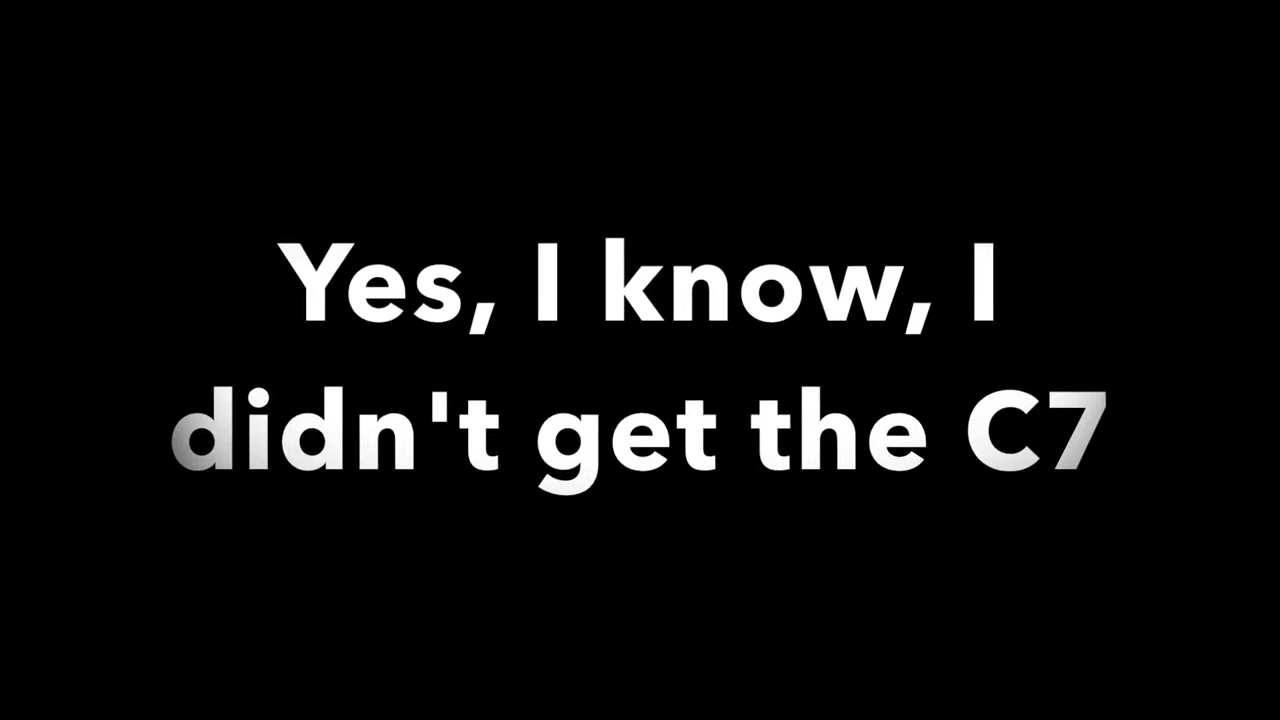 Yes, I know, I
didn't get the C7